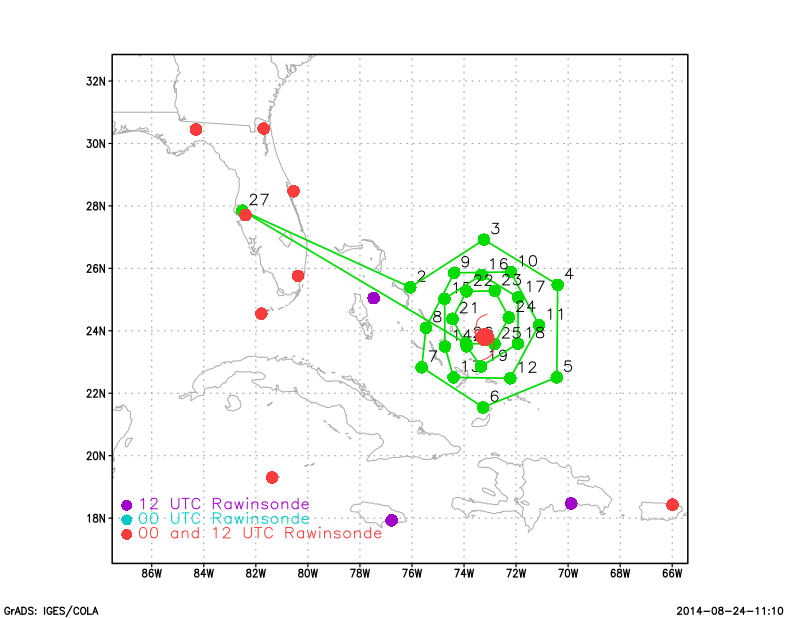 32N
30N
28N
26N
24N
22N
20N
18N
27
3
10
16
9
4
2
22
23
17
15
24
21
11
8
25
18
14
19
7
13
12
5
6
12 UTC Rawinsonde
00 UTC Rawinsonde
00 and 12 UTC Rawinsonde
86W 84W 82W 80W 78W 76W 74W 72W 70W 68W 66W
GrADS: IGES/COLA
2014-08-24-11:10